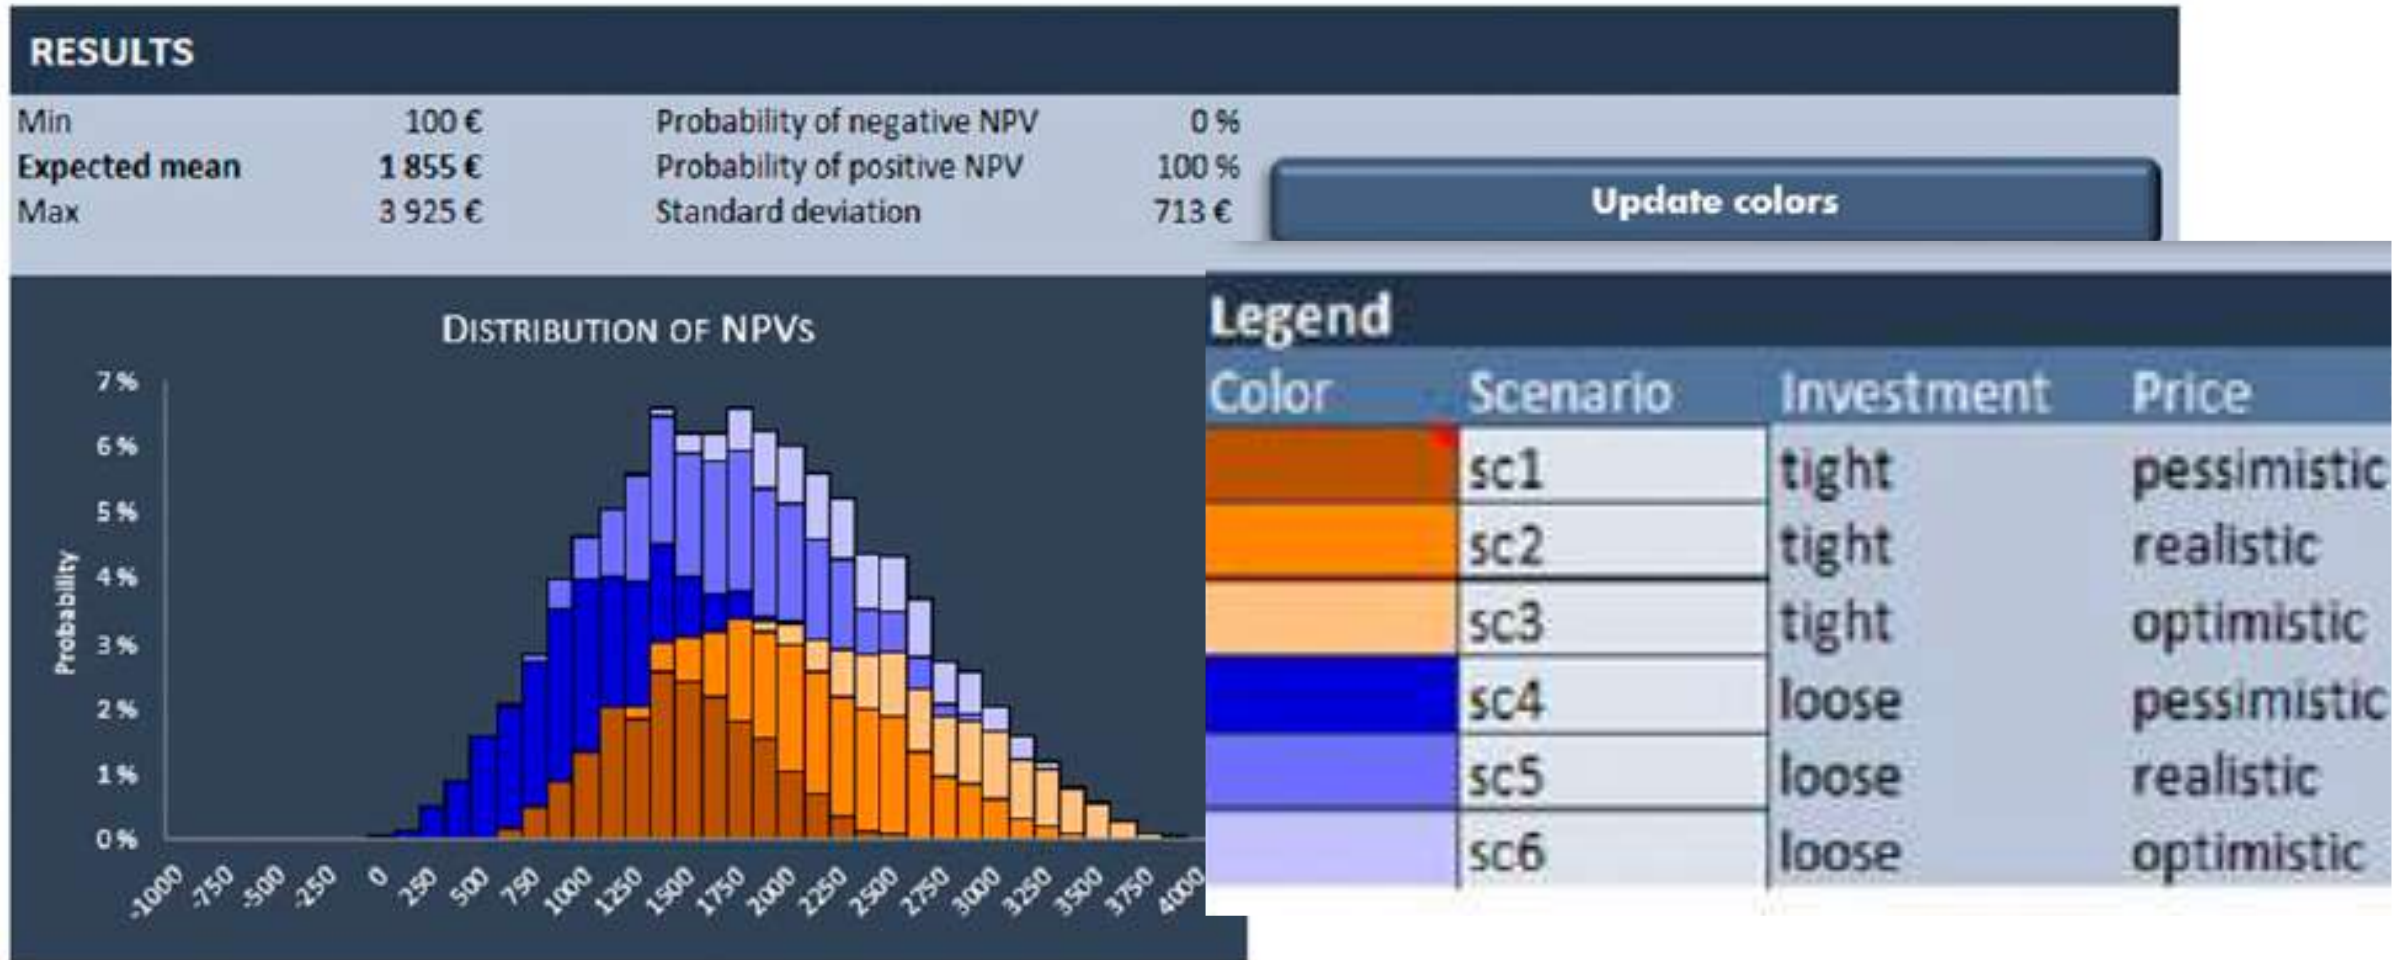 RESULTS
Min 100 € Probability of negative NPV 0 %
Expected mean 1 855 € Probability of positive NPV 100 %
Max 3 925 € Standard deviation 713 €
Update colors
DISTRIBUTION OF NPVS
Probability
7 %
6 %
5 %
4 %
3 %
2 %
1 %
0 %
-1000 -750 -500 -250 0 250 500 750 1000 1250 1500 1750 2000 2250 2500 2750 3000 3250 3500 3750 4000
Legend
Color Scenario Investment Price
sc1 tight pessimistic
sc2 tight realistic
sc3 tight optimistic
sc4 loose pessimistic
sc5 loose realistic
sc6 loose optimistic